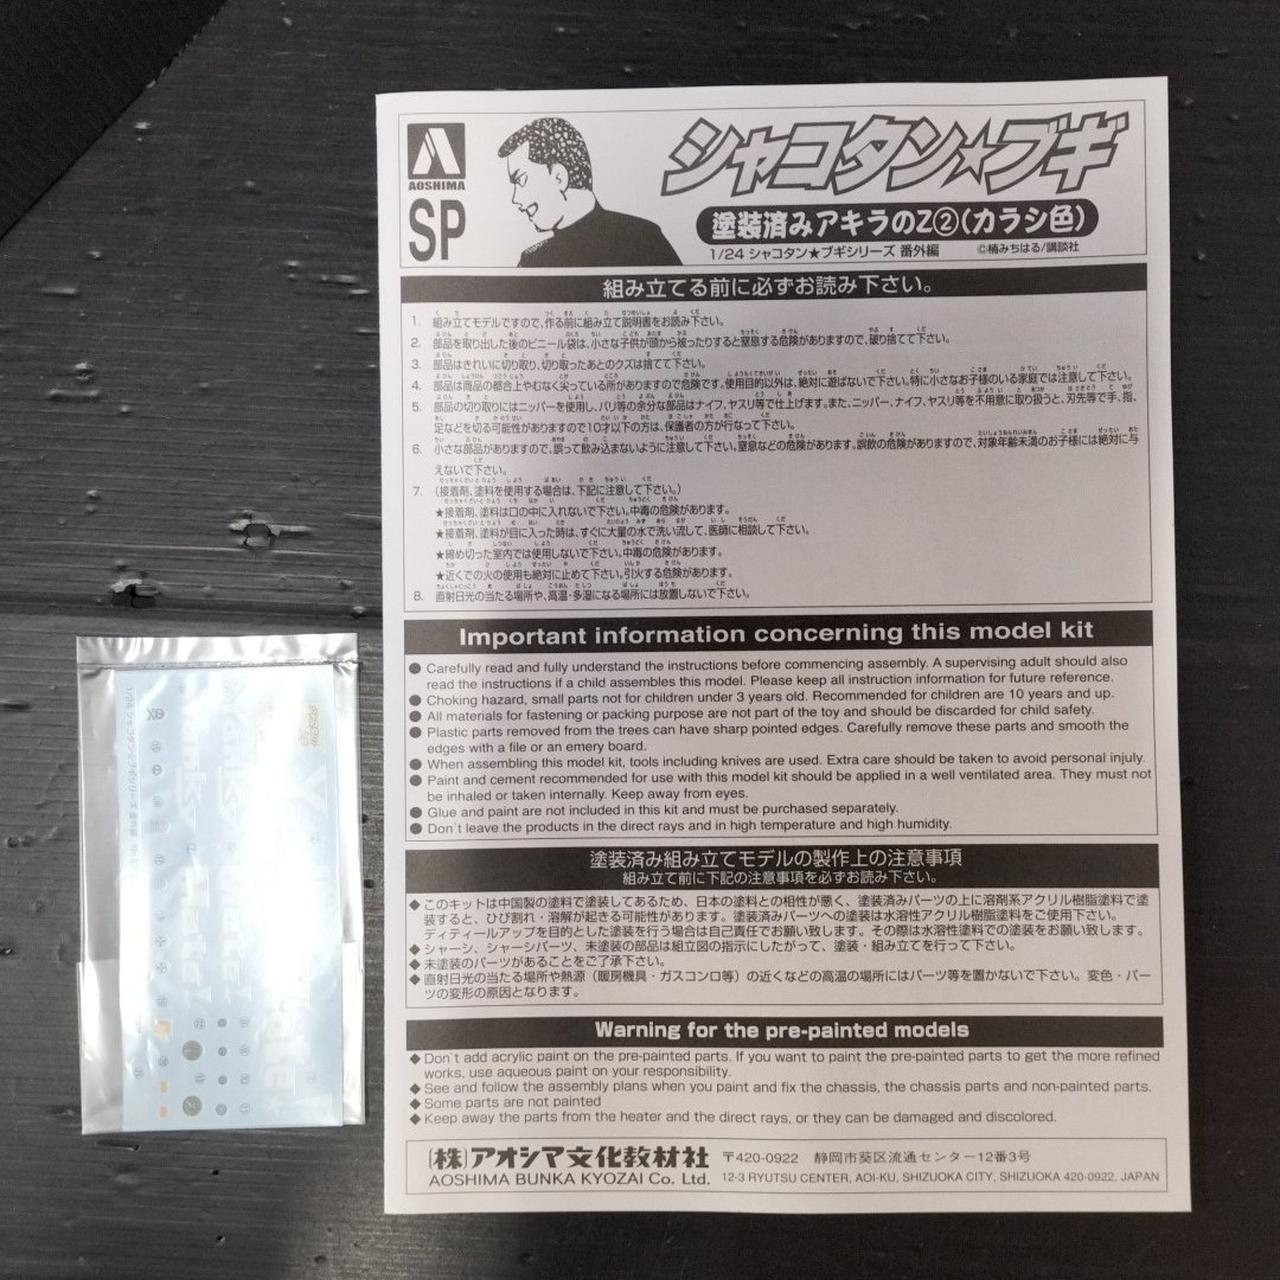 AOSHIMA
SP
シャコタン★ブギ
塗装済みアキラのZ②(カラシ色)
1/24 シャコタン★ブギシリーズ 番外編 ©楠みちはる/講談社
組み立てる前に必ずお読み下さい。
1. 組み立てモデルですので、作る前に組み立て説明書をお読み下さい。
2. 部品を取り出した後のビニール袋は、小さな子供が頭から被ったりすると窒息する危険がありますので、破り捨てて下さい。
3. 部品はきれいに切り取り、切り取ったあとのクズは捨てて下さい。
4. 部品は商品の都合上やむなく尖っている所がありますので危険です。使用目的以外は、絶対に遊ばないで下さい。特に小さなお子様のいる家庭では注意して下さい。
5. 部品の切り取りにはニッパーを使用し、バリ等の余分な部品はナイフ、ヤスリ等で仕上げます。また、ニッパー、ナイフ、ヤスリ等を不用意に取り扱うと、刃先等で手、指、
足などを切る可能性がありますので10才以下の方は、保護者の方が行なって下さい。
6. 小さな部品がありますので、誤って飲み込まないように注意して下さい。窒息などの危険があります。誤飲の危険がありますので、対象年齢未満のお子様には絶対に与
えないで下さい。
7. (接着剤、塗料を使用する場合は、下記に注意して下さい。)
★接着剤、塗料は口の中に入れないで下さい。中毒の危険があります。
★接着剤、塗料が目に入った時は、すぐに大量の水で洗い流して、医師に相談して下さい。
★締め切った室内では使用しないで下さい。中毒の危険があります。
★近くでの火の使用も絶対に止めて下さい。引火する危険があります。
8. 直射日光の当たる場所や、高温・多湿になる場所には放置しないで下さい。
Important information concerning this model kit
● Carefully read and fully understand the instructions before commencing assembly. A supervising adult should also
read the instructions if a child assembles this model. Please keep all instruction information for future reference.
● Choking hazard, small parts not for children under 3 years old. Recommended for children are 10 years and up.
● All materials for fastening or packing purpose are not part of the toy and should be discarded for child safety.
● Plastic parts removed from the trees can have sharp pointed edges. Carefully remove these parts and smooth the
edges with a file or an emery board.
● When assembling this model kit, tools including knives are used. Extra care should be taken to avoid personal injuly.
● Paint and cement recommended for use with this model kit should be applied in a well ventilated area. They must not
be inhaled or taken internally. Keep away from eyes.
● Glue and paint are not included in this kit and must be purchased separately.
● Don`t leave the products in the direct rays and in high temperature and high humidity.
塗装済み組み立てモデルの製作上の注意事項
組み立て前に下記の注意事項を必ずお読み下さい。
◆ このキットは中国製の塗料で塗装してあるため、日本の塗料との相性が悪く、塗装済みパーツの上に溶剤系アクリル樹脂塗料で塗
装すると、ひび割れ・溶解が起きる可能性があります。塗装済みパーツへの塗装は水溶性アクリル樹脂塗料をご使用下さい。
ディティールアップを目的とした塗装を行う場合は自己責任でお願い致します。その際は水溶性塗料での塗装をお願い致します。
◆ シャーシ、シャーシパーツ、未塗装の部品は組立図の指示にしたがって、塗装・組み立てを行って下さい。
◆ 未塗装のパーツがあることをご了承下さい。
◆ 直射日光の当たる場所や熱源(暖房機具・ガスコンロ等)の近くなどの高温の場所にはパーツ等を置かないで下さい。変色・パー
ツの変形の原因となります。
Warning for the pre-painted models
◆ Don`t add acrylic paint on the pre-painted parts. If you want to paint the pre-painted parts to get the more refined
works, use aqueous paint on your responsibility.
◆ See and follow the assembly plans when you paint and fix the chassis, the chassis parts and non-painted parts.
◆ Some parts are not painted
◆ Keep away the parts from the heater and the direct rays, or they can be damaged and discolored.
(株)アオシマ文化教材社 〒420-0922 静岡市葵区流通センター12番3号
AOSHIMA BUNKA KYOZAI Co. Ltd. 12-3 RYUTSU CENTER, AOI-KU, SHIZUOKA CITY, SHIZUOKA 420-0922, JAPAN